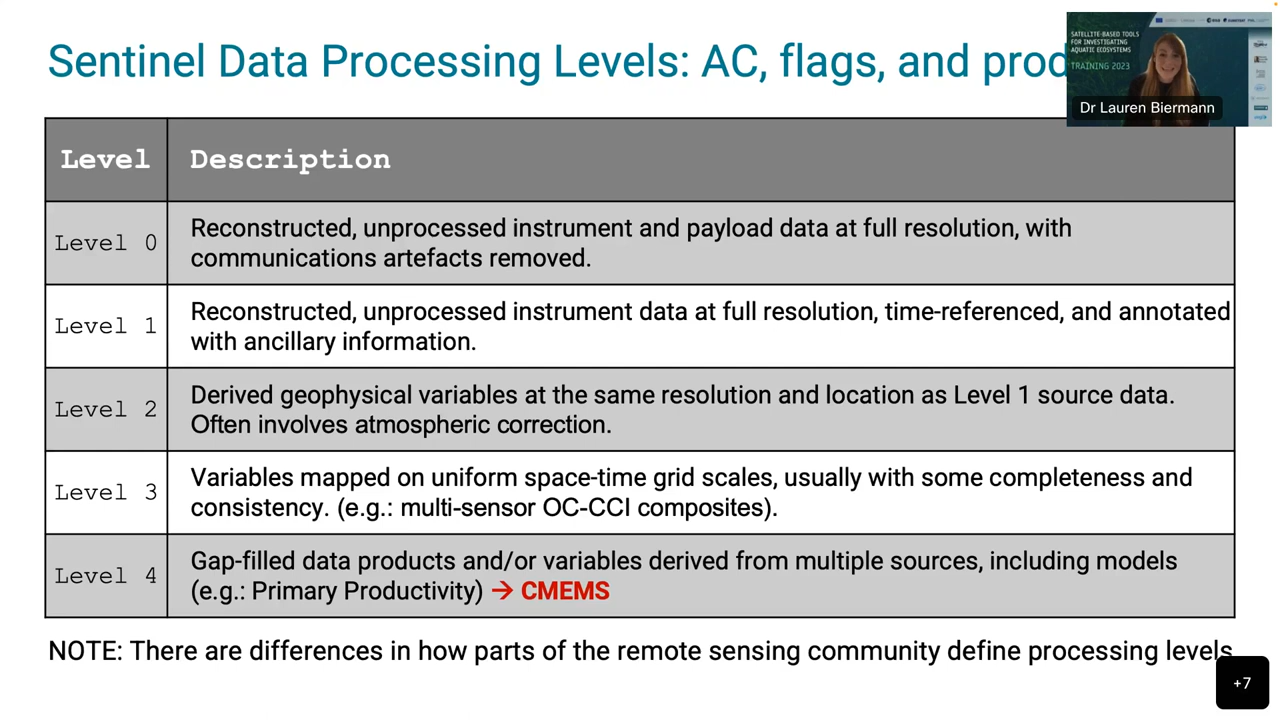 Sentinel Data Processing Levels: AC, flags, and prod
SATELLITE-BASED TOOLS
FOR INVESTIGATING
AQUATIC ECOSYSTEMS
TRAINING 2023
Dr Lauren Biermann
Level Description
Level 0
Reconstructed, unprocessed instrument and payload data at full resolution, with
communications artefacts removed.
Level 1
Reconstructed, unprocessed instrument data at full resolution, time-referenced, and annotated
with ancillary information.
Level 2
Derived geophysical variables at the same resolution and location as Level 1 source data.
Often involves atmospheric correction.
Level 3
Variables mapped on uniform space-time grid scales, usually with some completeness and
consistency. (e.g.: multi-sensor OC-CCI composites).
Level 4
Gap-filled data products and/or variables derived from multiple sources, including models
(e.g.: Primary Productivity) → CMEMS
NOTE: There are differences in how parts of the remote sensing community define processing levels
+7